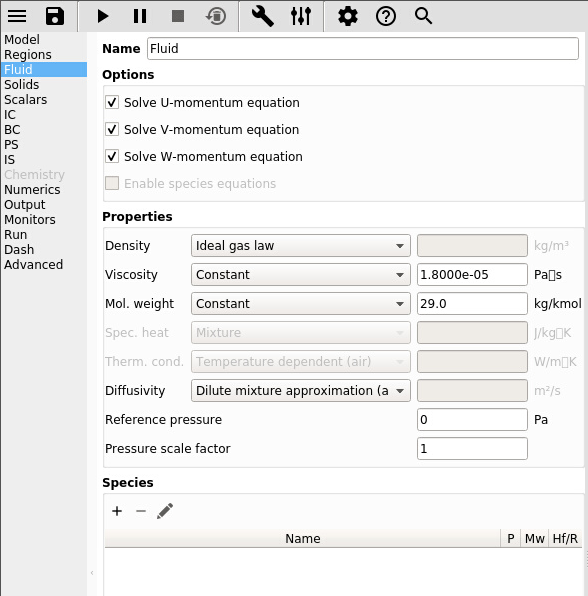 Model
Regions
Fluid
Solids
Scalars
IC
BC
PS
IS
Chemistry
Numerics
Output
Monitors
Run
Dash
Advanced
Name Fluid
Options
Solve U-momentum equation
Solve V-momentum equation
Solve W-momentum equation
Enable species equations
Properties
Density Ideal gas law kg/m³
Viscosity Constant 1.8000e-05 Pa▯s
Mol. weight Constant 29.0 kg/kmol
Spec. heat Mixture J/kg▯K
Therm. cond. Temperature dependent (air) W/m▯K
Diffusivity Dilute mixture approximation (a m²/s
Reference pressure 0 Pa
Pressure scale factor 1
Species
Name P Mw Hf/R